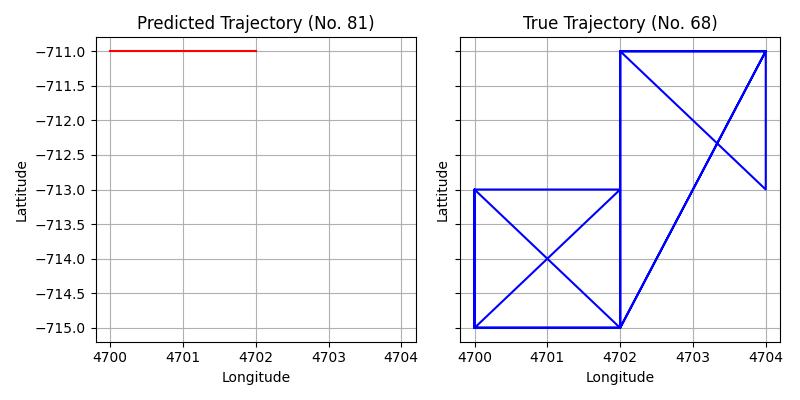 Predicted Trajectory (No. 81)
True Trajectory (No. 68)
−711.0
−711.5
−712.0
−712.5
−713.0
−713.5
−714.0
−714.5
−715.0
Lattitude
Lattitude
4700 4701 4702 4703 4704
4700 4701 4702 4703 4704
Longitude
Longitude